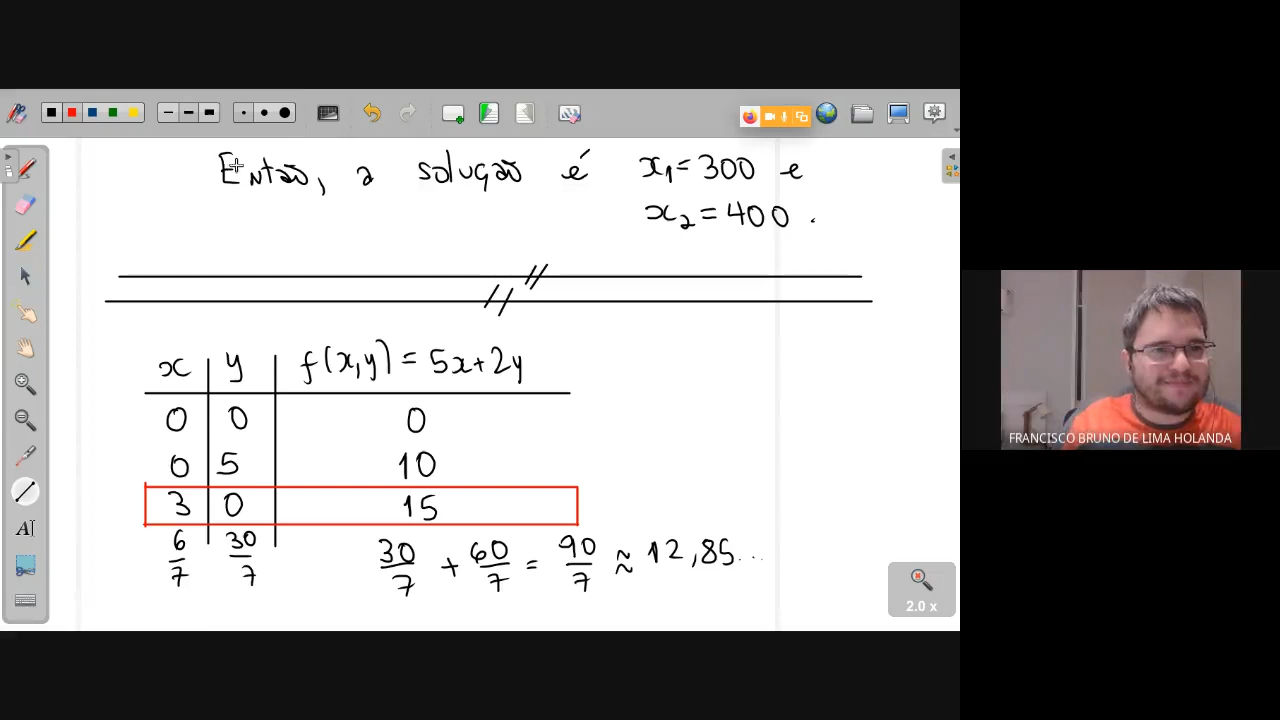 Então, a solução é x₁ = 300 e
x₂ = 400.
x y f(x,y) = 5x+2y
0 0 0
0 5 10
3 0 15
6/7 30/7 30/7 + 60/7 = 90/7 ≈ 12,85...
2.0 x
FRANCISCO BRUNO DE LIMA HOLANDA